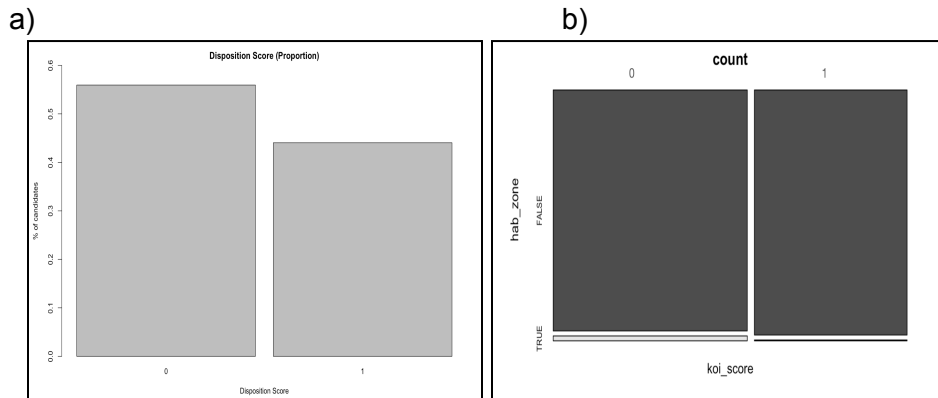 a)
Disposition Score (Proportion)
% of candidates
0.6
0.5
0.4
0.3
0.2
0.1
0.0
0
1
Disposition Score
b)
count
0
1
hab_zone
FALSE
TRUE
koi_score